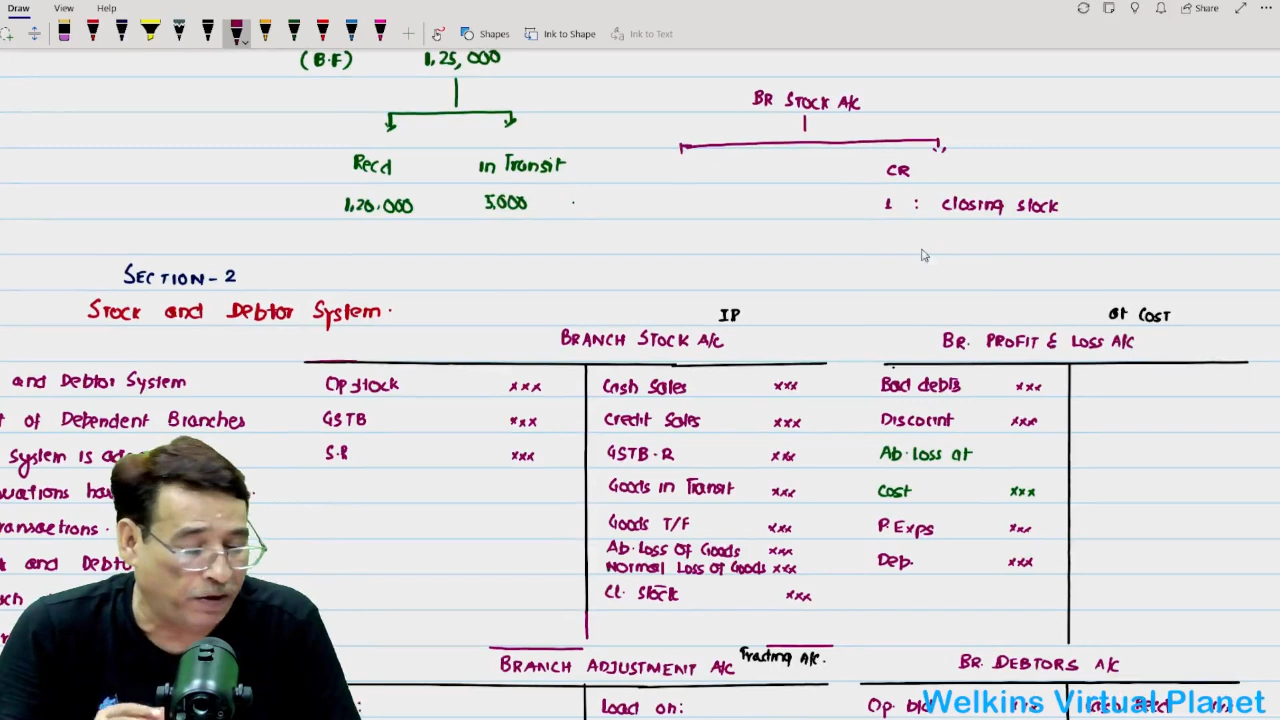 Draw View Help Share
Shapes Ink to Shape Ink to Text
(B.F) 1,25,000
BR STOCK A/C
Recd in Transit
CR
1,20,000 5,000
1 : closing stock
SECTION-2
Stock and Debtor System.
IP
BRANCH STOCK A/C
Op stock xxx Cash Sales xxx
GSTB xxx Credit Sales xxx
S.R xxx GSTB.R xxx
Goods in Transit xxx
Goods T/F xxx
Ab. Loss of Goods xxx
Normal Loss of Goods xxx
Cl. Stock xxx
at COST
BR. PROFIT & LOSS A/C
Bad debts xxx
Discount xxx
Ab. loss at
Cost xxx
P. Exps xxx
Dep. xxx
and Debtor System
t of Dependent Branches
System is
uations
ransactions.
and Debt
BRANCH ADJUSTMENT A/C Trading A/C.
Load on:
BR. DEBTORS A/C
Op. bld
Welkins Virtual Planet